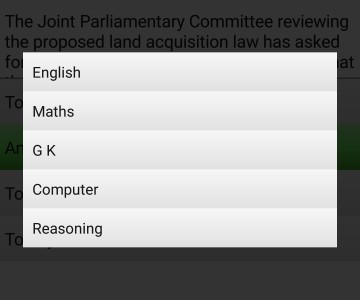 The Joint Parliamentary Committee reviewing
the proposed land acquisition law has asked
English
Maths
G K
Computer
Reasoning